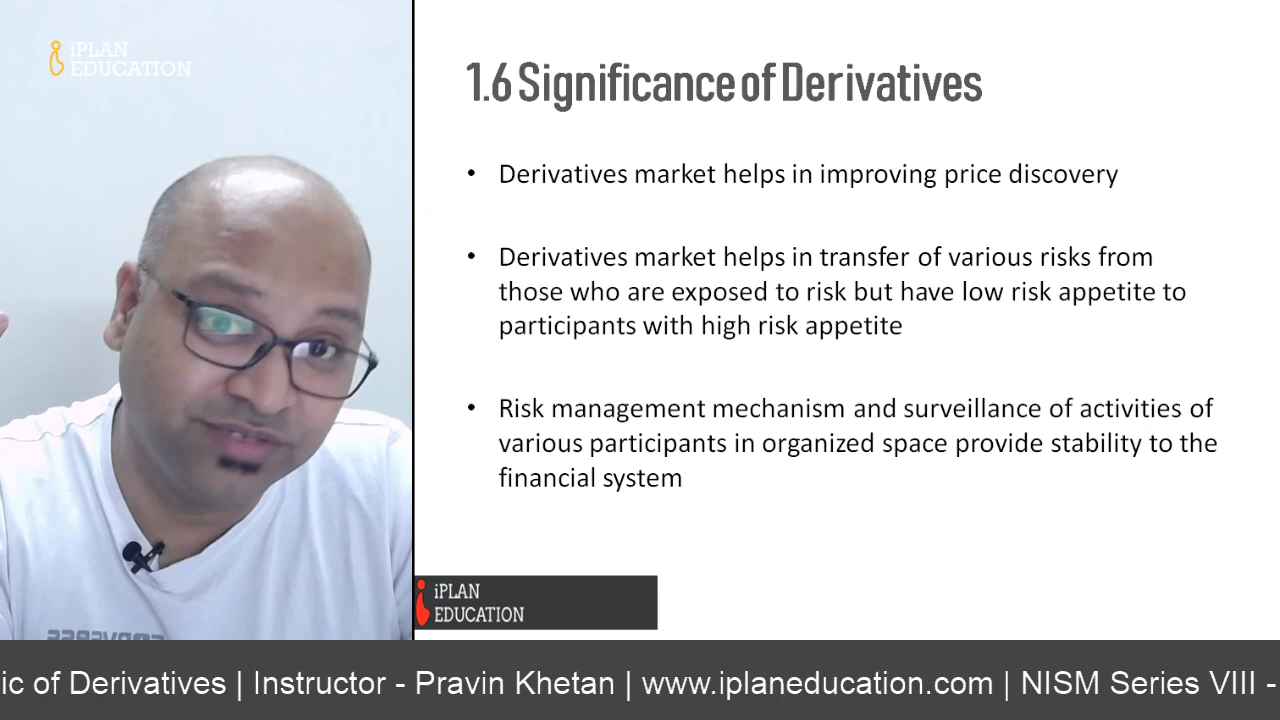 iPLAN
EDUCATION
1.6 Significance of Derivatives
• Derivatives market helps in improving price discovery
• Derivatives market helps in transfer of various risks from
those who are exposed to risk but have low risk appetite to
participants with high risk appetite
• Risk management mechanism and surveillance of activities of
various participants in organized space provide stability to the
financial system
iPLAN
EDUCATION
ic of Derivatives | Instructor - Pravin Khetan | www.iplaneducation.com | NISM Series VIII -